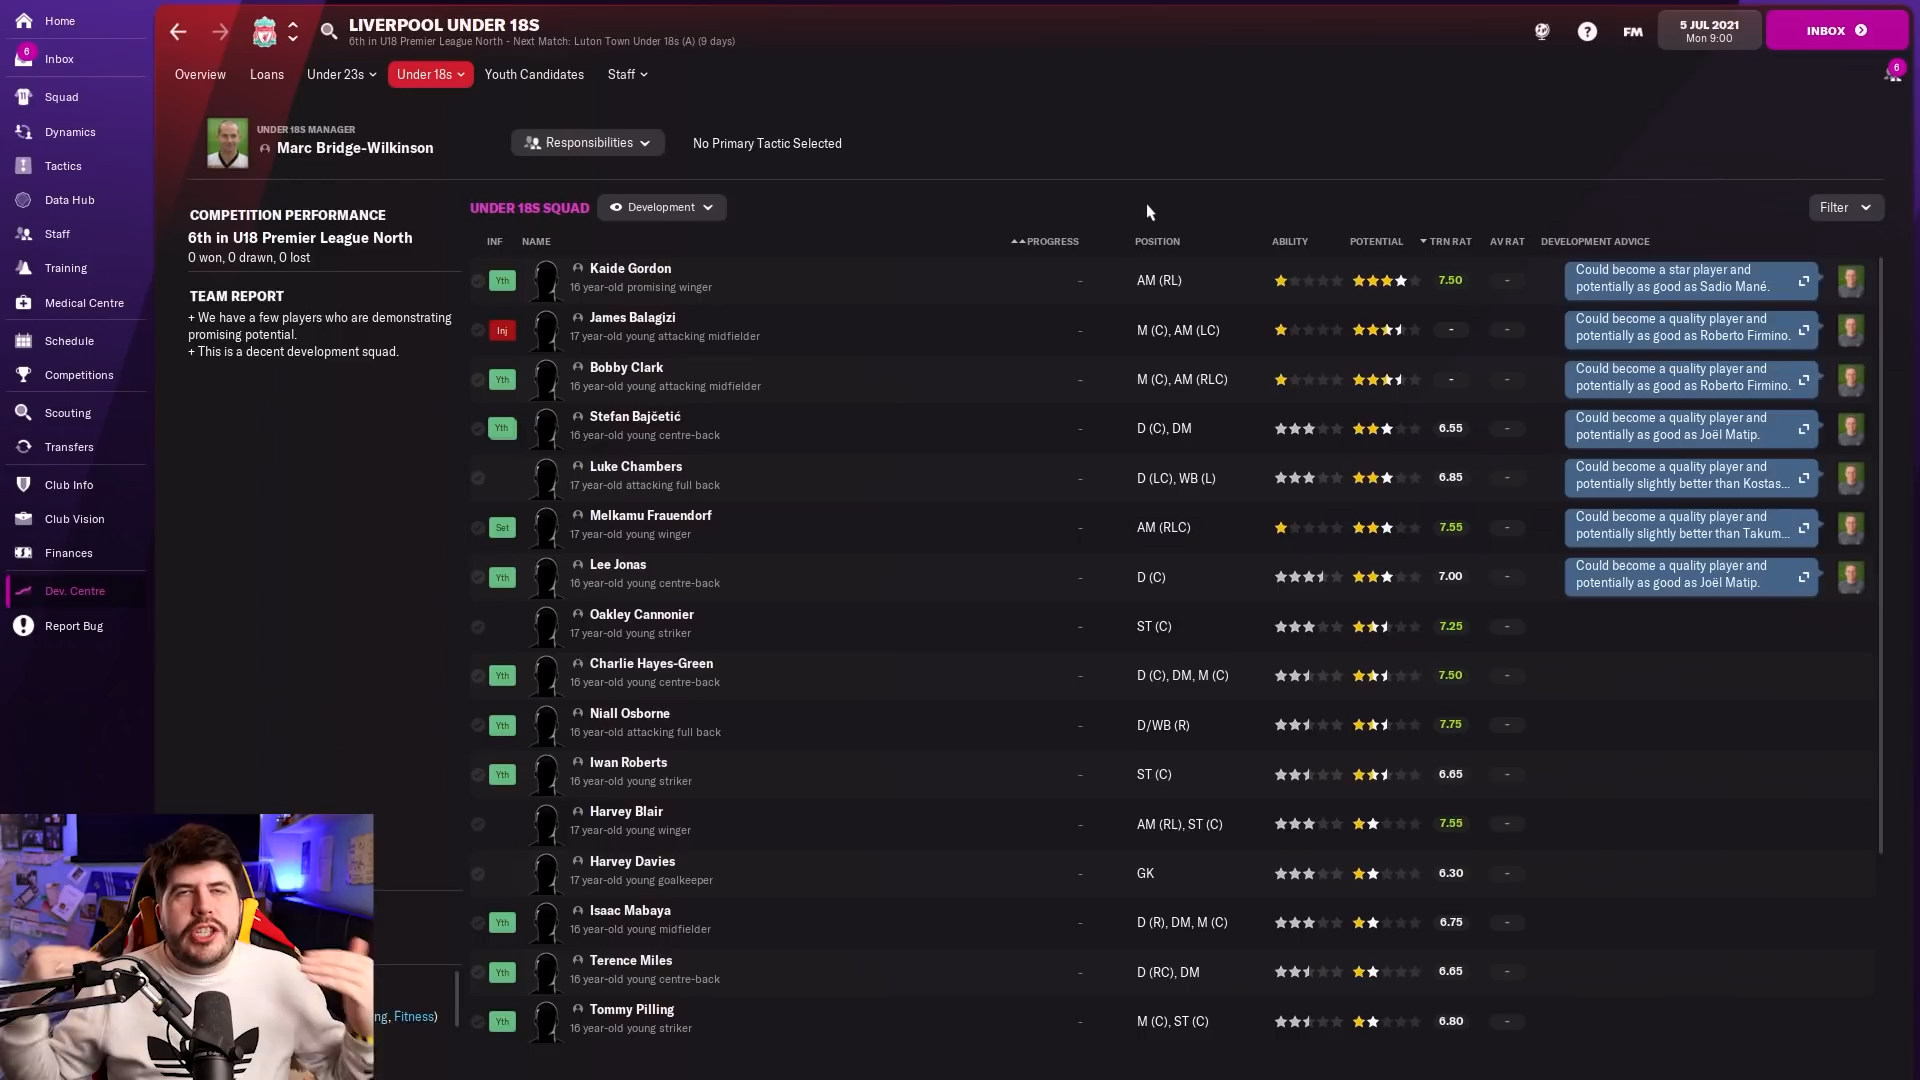 Home
6
Inbox
Squad
Dynamics
Tactics
Data Hub
Staff
Training
Medical Centre
Schedule
Competitions
Scouting
Transfers
Club Info
Club Vision
Finances
Dev. Centre
Report Bug
LIVERPOOL UNDER 18S
6th in U18 Premier League North - Next Match: Luton Town Under 18s (A) (9 days)
FM
5 JUL 2021
Mon 9:00
INBOX
Overview
Loans
Under 23s
Under 18s
Youth Candidates
Staff
6
UNDER 18S MANAGER
Marc Bridge-Wilkinson
Responsibilities
No Primary Tactic Selected
COMPETITION PERFORMANCE
6th in U18 Premier League North
0 won, 0 drawn, 0 lost
TEAM REPORT
+ We have a few players who are demonstrating
promising potential.
+ This is a decent development squad.
ng, Fitness)
UNDER 18S SQUAD
Development
Filter
INF NAME PROGRESS POSITION ABILITY POTENTIAL TRN RAT AV RAT DEVELOPMENT ADVICE
Yth Kaide Gordon - AM (RL) 7.50 -
16 year-old promising winger
Could become a star player and
potentially as good as Sadio Mané.
Inj James Balagizi - M (C), AM (LC) - -
17 year-old young attacking midfielder
Could become a quality player and
potentially as good as Roberto Firmino.
Yth Bobby Clark - M (C), AM (RLC) - -
16 year-old young attacking midfielder
Could become a quality player and
potentially as good as Roberto Firmino.
Yth Stefan Bajčetić - D (C), DM 6.55 -
16 year-old young centre-back
Could become a quality player and
potentially as good as Joël Matip.
Luke Chambers - D (LC), WB (L) 6.85 -
17 year-old attacking full back
Could become a quality player and
potentially slightly better than Kostas...
Set Melkamu Frauendorf - AM (RLC) 7.55 -
17 year-old young winger
Could become a quality player and
potentially slightly better than Takum...
Yth Lee Jonas - D (C) 7.00 -
16 year-old young centre-back
Could become a quality player and
potentially as good as Joël Matip.
Oakley Cannonier - ST (C) 7.25 -
17 year-old young striker
Yth Charlie Hayes-Green - D (C), DM, M (C) 7.50 -
16 year-old young centre-back
Yth Niall Osborne - D/WB (R) 7.75 -
16 year-old attacking full back
Yth Iwan Roberts - ST (C) 6.65 -
16 year-old young striker
Harvey Blair - AM (RL), ST (C) 7.55 -
17 year-old young winger
Harvey Davies - GK 6.30 -
17 year-old young goalkeeper
Yth Isaac Mabaya - D (R), DM, M (C) 6.75 -
16 year-old young midfielder
Yth Terence Miles - D (RC), DM 6.65 -
16 year-old young centre-back
Yth Tommy Pilling - M (C), ST (C) 6.80 -
16 year-old young striker